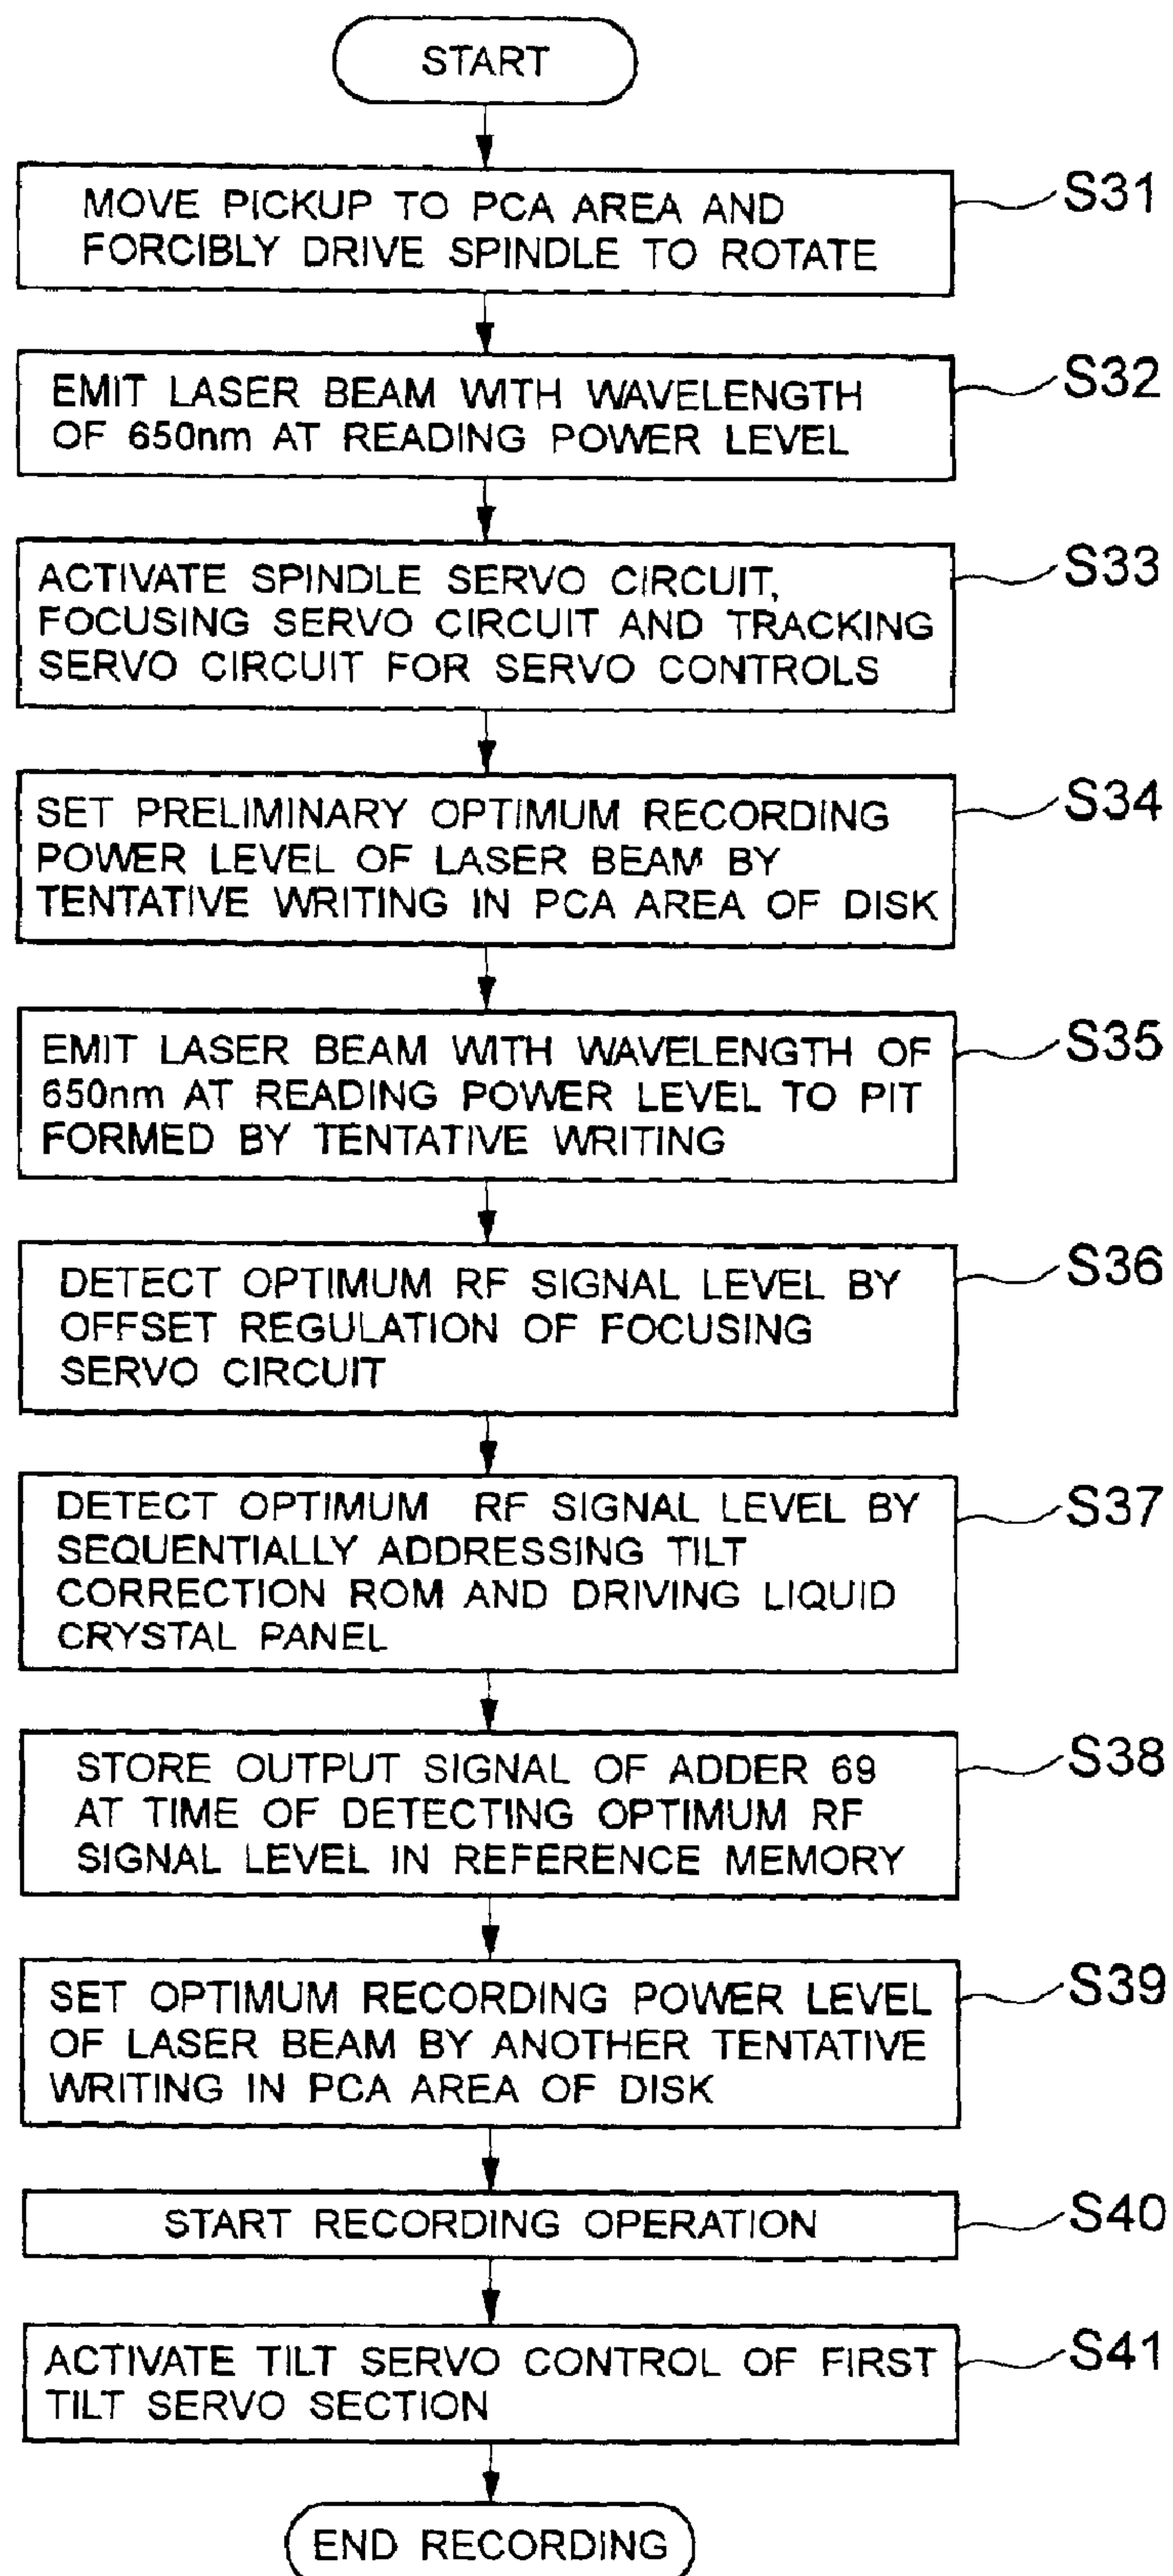 START
MOVE PICKUP TO PCA AREA AND
FORCIBLY DRIVE SPINDLE TO ROTATE
S31
EMIT LASER BEAM WITH WAVELENGTH
OF 650nm AT READING POWER LEVEL
S32
ACTIVATE SPINDLE SERVO CIRCUIT,
FOCUSING SERVO CIRCUIT AND TRACKING
SERVO CIRCUIT FOR SERVO CONTROLS
S33
SET PRELIMINARY OPTIMUM RECORDING
POWER LEVEL OF LASER BEAM BY
TENTATIVE WRITING IN PCA AREA OF DISK
S34
EMIT LASER BEAM WITH WAVELENGTH OF
650nm AT READING POWER LEVEL TO PIT
FORMED BY TENTATIVE WRITING
S35
DETECT OPTIMUM RF SIGNAL LEVEL BY
OFFSET REGULATION OF FOCUSING
SERVO CIRCUIT
S36
DETECT OPTIMUM RF SIGNAL LEVEL BY
SEQUENTIALLY ADDRESSING TILT
CORRECTION ROM AND DRIVING LIQUID
CRYSTAL PANEL
S37
STORE OUTPUT SIGNAL OF ADDER 69
AT TIME OF DETECTING OPTIMUM RF
SIGNAL LEVEL IN REFERENCE MEMORY
S38
SET OPTIMUM RECORDING POWER LEVEL
OF LASER BEAM BY ANOTHER TENTATIVE
WRITING IN PCA AREA OF DISK
S39
START RECORDING OPERATION
S40
ACTIVATE TILT SERVO CONTROL OF FIRST
TILT SERVO SECTION
S41
END RECORDING